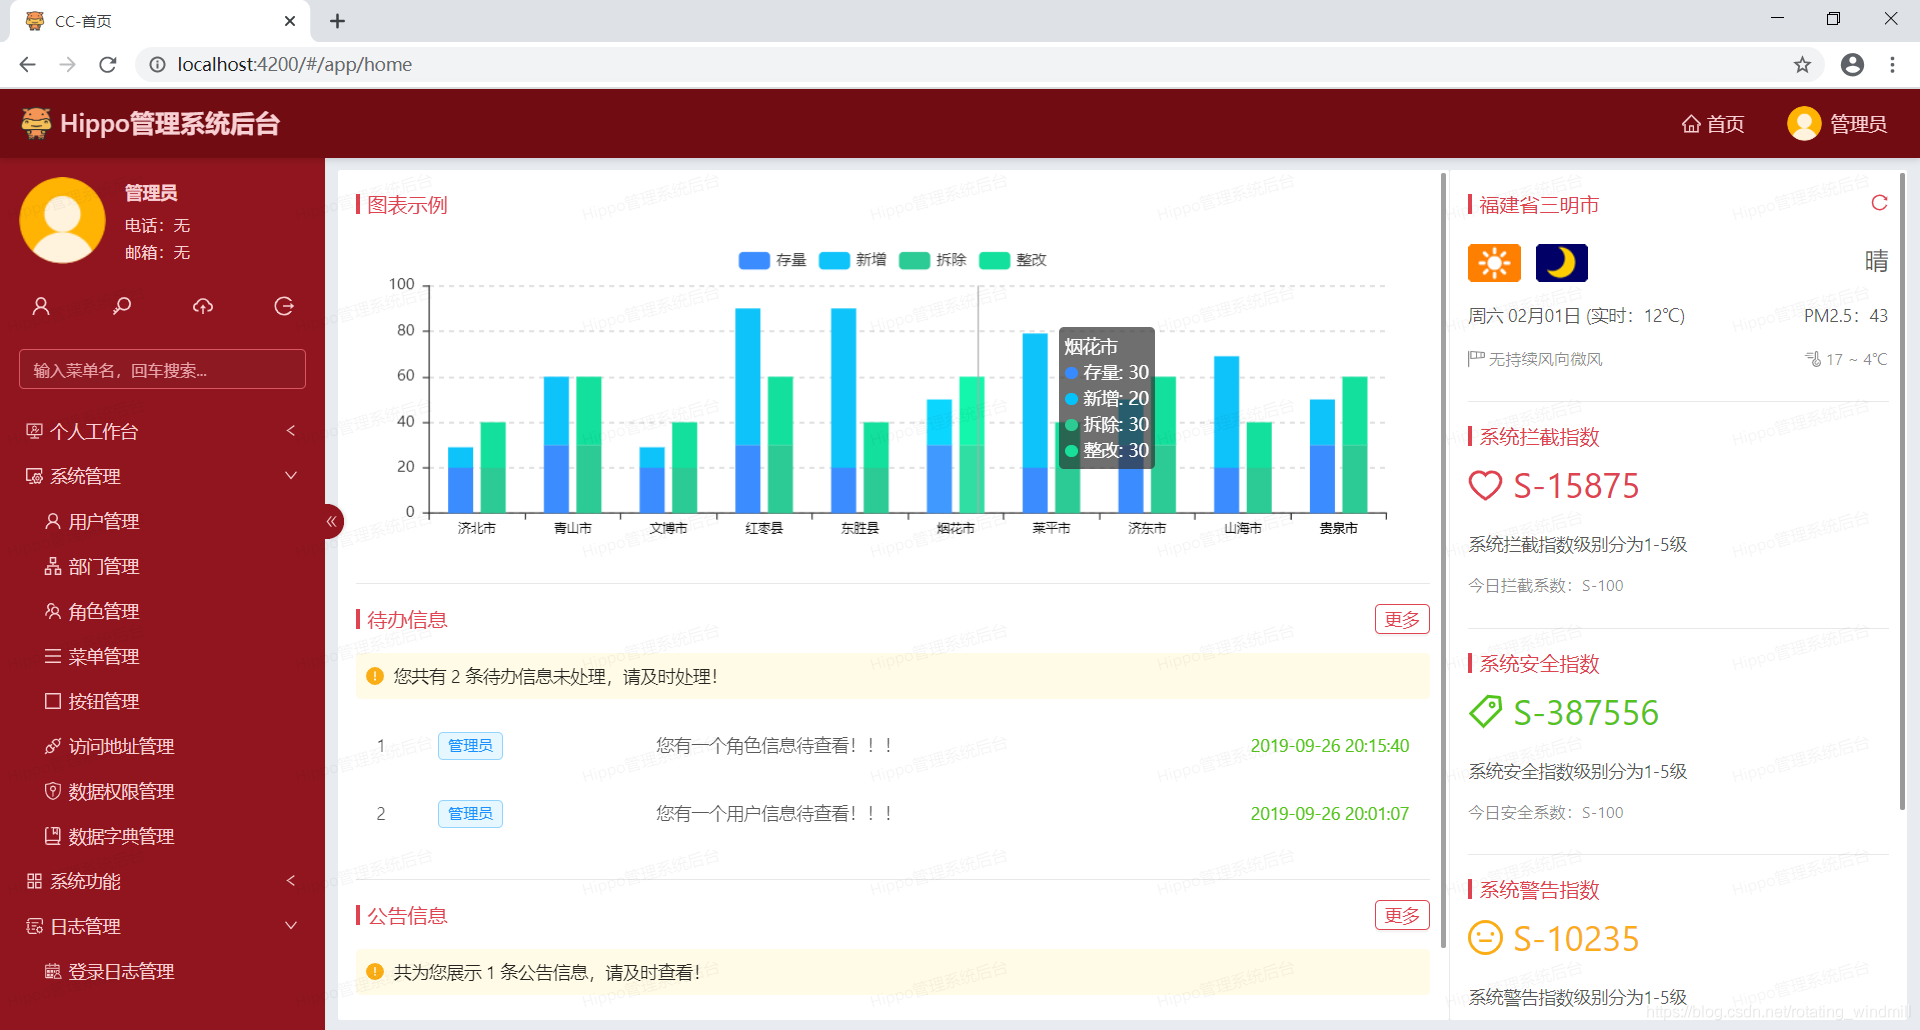 CC-首页
localhost:4200/#/app/home
Hippo管理系统后台
首页
管理员
管理员
电话：无
邮箱：无
输入菜单名，回车搜索...
个人工作台
系统管理
用户管理
部门管理
角色管理
菜单管理
按钮管理
访问地址管理
数据权限管理
数据字典管理
系统功能
日志管理
登录日志管理
图表示例
存量 新增 拆除 整改
100
80
60
40
20
0
济北市 青山市 文博市 红枣县 东胜县 烟花市 莱平市 济东市 山海市 贵泉市
烟花市
存量: 30
新增: 20
拆除: 30
整改: 30
待办信息
更多
您共有 2 条待办信息未处理，请及时处理！
1 管理员 您有一个角色信息待查看！！！ 2019-09-26 20:15:40
2 管理员 您有一个用户信息待查看！！！ 2019-09-26 20:01:07
公告信息
更多
共为您展示 1 条公告信息，请及时查看！
福建省三明市
晴
周六 02月01日 (实时：12℃) PM2.5：43
无持续风向微风 17 ~ 4℃
系统拦截指数
S-15875
系统拦截指数级别分为1-5级
今日拦截系数：S-100
系统安全指数
S-387556
系统安全指数级别分为1-5级
今日安全系数：S-100
系统警告指数
S-10235
系统警告指数级别分为1-5级
Hippo管理系统后台
https://blog.csdn.net/rotating_windmill